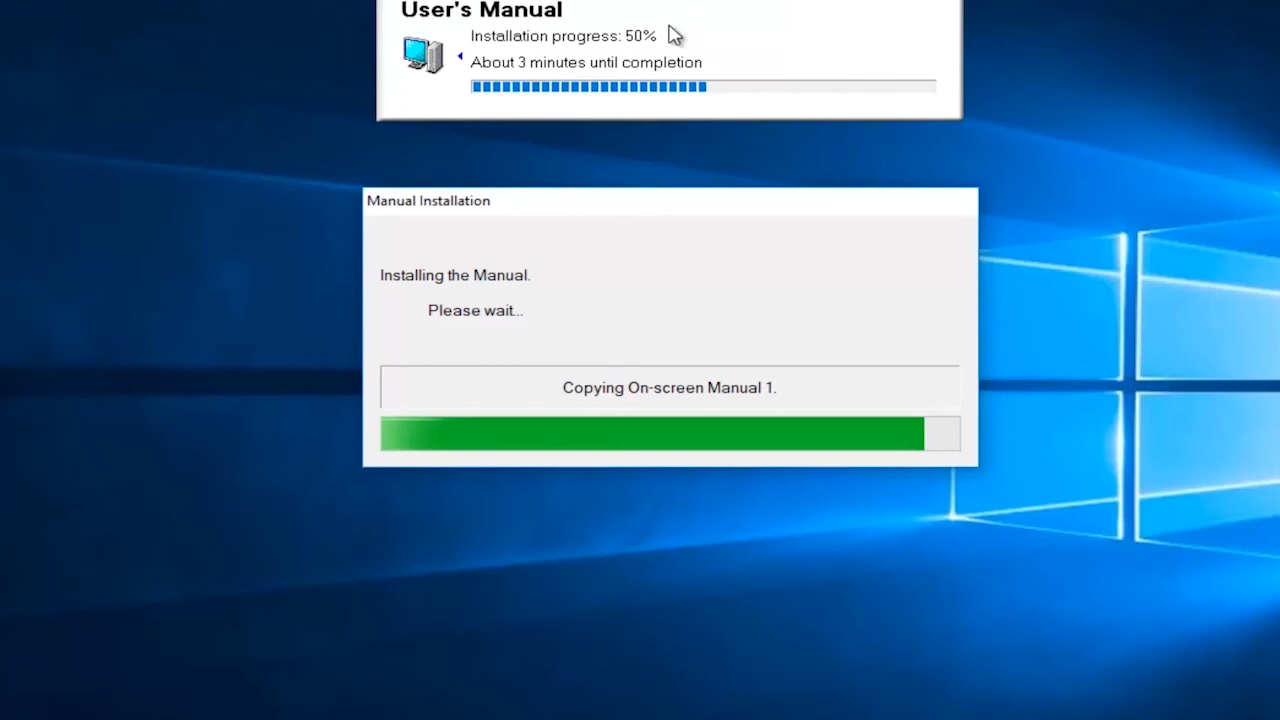 User's Manual
Installation progress: 50%
About 3 minutes until completion
Manual Installation
Installing the Manual.
Please wait...
Copying On-screen Manual 1.